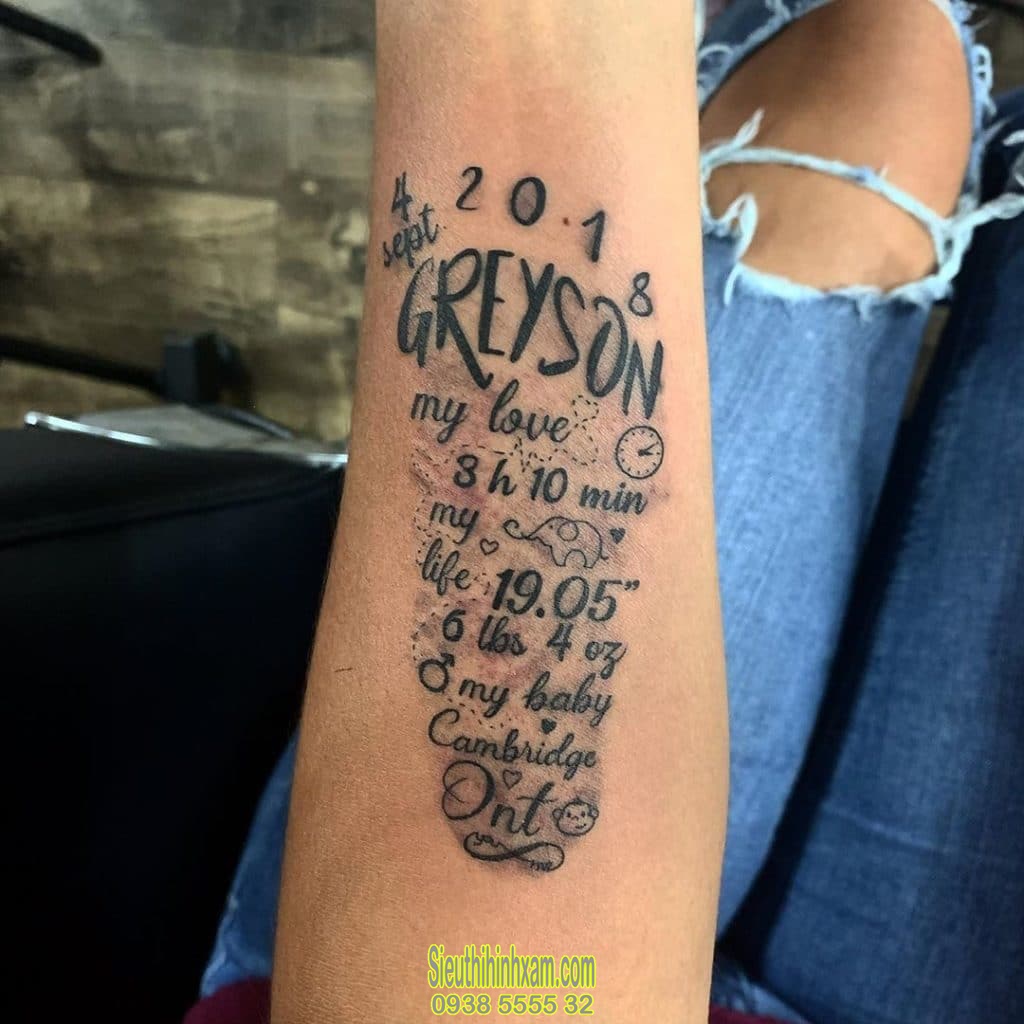 4 sept 2018
GREYSON
my love
8 h 10 min
my
life 19.05”
6 lbs 4 oz
♂ my baby
Cambridge
Ont
Sieuthihinhxam.com
0938 5555 32